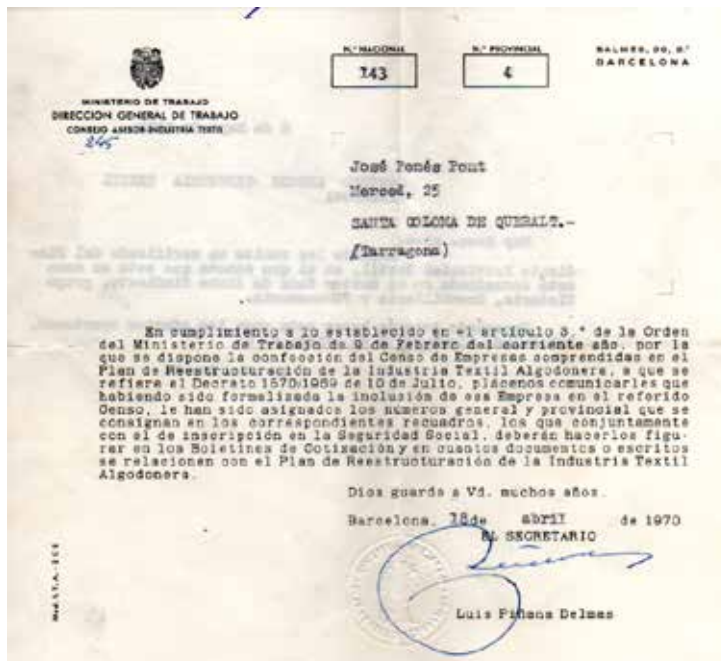 N.º NACIONAL
143
N.º PROVINCIAL
4
BALMES,
BARCELONA
MINISTERIO DE TRABAJO
DIRECCION GENERAL DE TRABAJO
CONSEJO ASESOR-INDUSTRIA TEXTIL
245
José Ponés Pont
Merced, 25
SANTA COLOMA DE QUERALT.-
(Tarragona)
En cumplimiento a lo establecido en el artículo 3.º de la Orden
del Ministerio de Trabajo de 9 de Febrero del corriente año, por la
que se dispone la confección del Censo de Empresas comprendidas en el
Plan de Reestructuración de la Industria Textil Algodonera, a que se
refiere el Decreto 1570/1969 de 10 de Julio, plácenos comunicarles que
habiendo sido formalizada la inclusión de esa Empresa en el referido
Censo, le han sido asignados los números general y provincial que se
consignan en los correspondientes recuadros, los que conjuntamente
con el de inscripción en la Seguridad Social, deberán hacerlos figu-
rar en los Boletines de Cotización y en cuantos documentos o escritos
se relacionen con el Plan de Reestructuración de la Industria Textil
Algodonera.
Dios guarde a Vd. muchos años.
Barcelona, 18 de abril de 1970
EL SECRETARIO
Luis Piñana Delmas